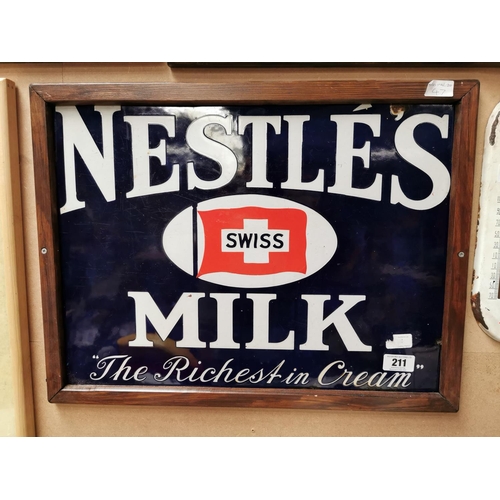 NESTLÉ'S
SWISS
MILK.
"The Richest in Cream"
211